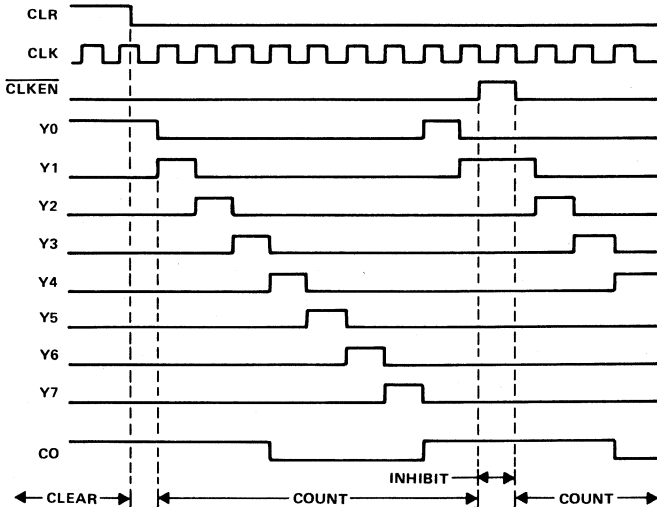 CLR
CLK
CLKEN
Y0
Y1
Y2
Y3
Y4
Y5
Y6
Y7
CO
INHIBIT
CLEAR
COUNT
COUNT